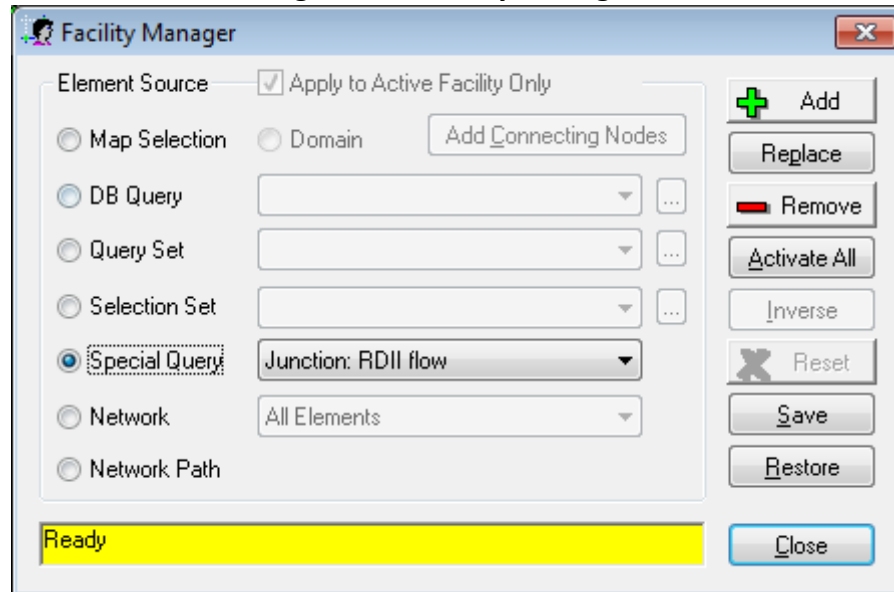 Facility Manager
Element Source Apply to Active Facility Only
Map Selection Domain Add Connecting Nodes
DB Query ...
Query Set ...
Selection Set ...
Special Query Junction: RDII flow
Network All Elements
Network Path
Add
Replace
Remove
Activate All
Inverse
Reset
Save
Restore
Ready
Close